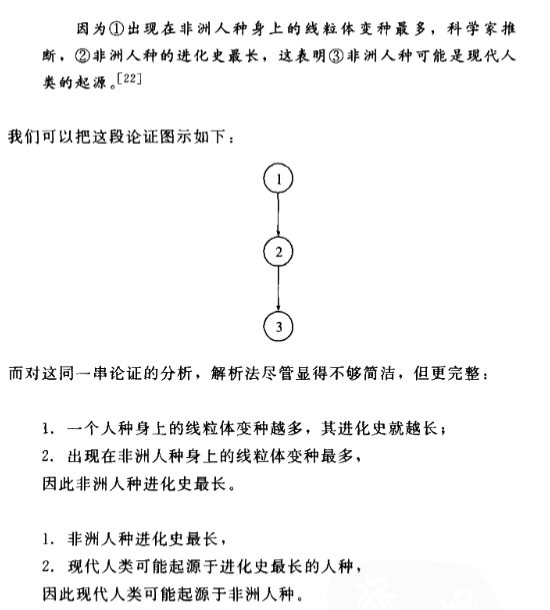 因为①出现在非洲人种身上的线粒体变种最多，科学家推
断，②非洲人种的进化史最长，这表明③非洲人种可能是现代人
类的起源。[22]
我们可以把这段论证图示如下：
1
2
3
而对这同一串论证的分析，解析法尽管显得不够简洁，但更完整：
1. 一个人种身上的线粒体变种越多，其进化史就越长；
2. 出现在非洲人种身上的线粒体变种最多，
因此非洲人种进化史最长。
1. 非洲人种进化史最长，
2. 现代人类可能起源于进化史最长的人种，
因此现代人类可能起源于非洲人种。